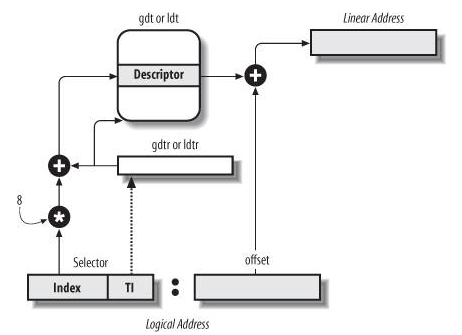 gdt or ldt
Linear Address
Descriptor
+
gdtr or ldtr
+
8
*
Selector
offset
Index
TI
:
Logical Address